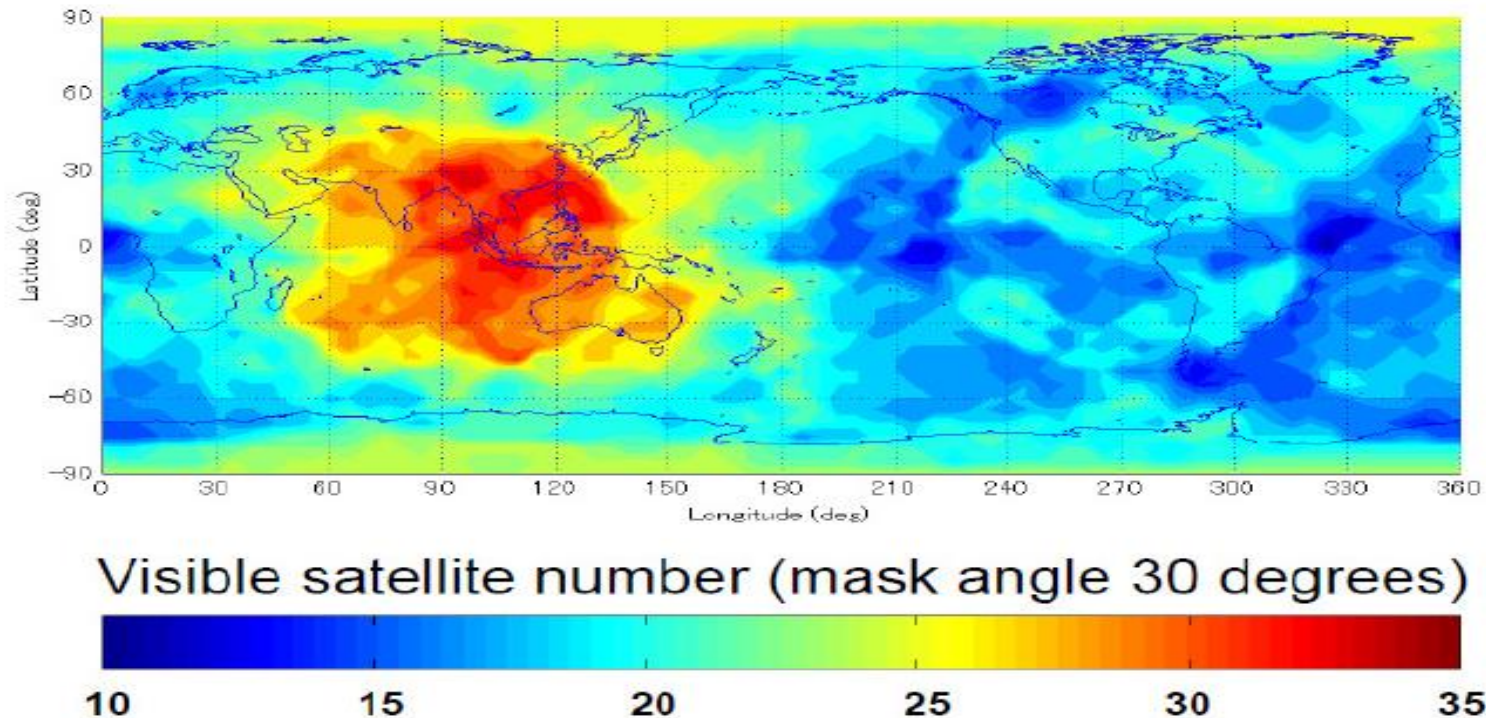 90
60
30
0
−30
−60
−90
Latitude (deg)
0 30 60 90 120 150 180 210 240 270 300 330 360
Longitude (deg)
Visible satellite number (mask angle 30 degrees)
10 15 20 25 30 35